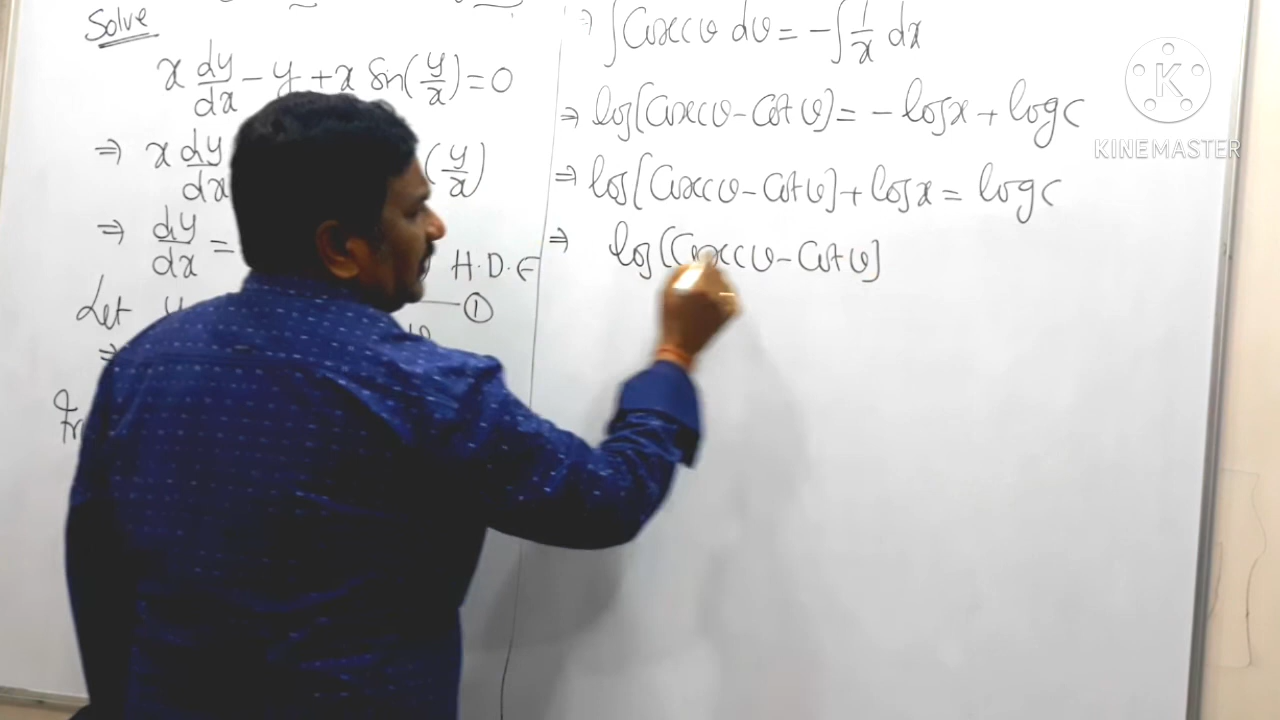 Solve
x dy/dx - y + x Sin(y/x) = 0
⇒ x dy/dx (y/x)
⇒ dy/dx = H.D.E
Let ①
⇒ ∫ Cosec v dv = -∫ 1/x dx
⇒ log[Cosec v - Cot v] = - log x + log c
⇒ log[Cosec v - Cot v] + log x = log c
⇒ log[Cosec v - Cot v]
K
KINEMASTER